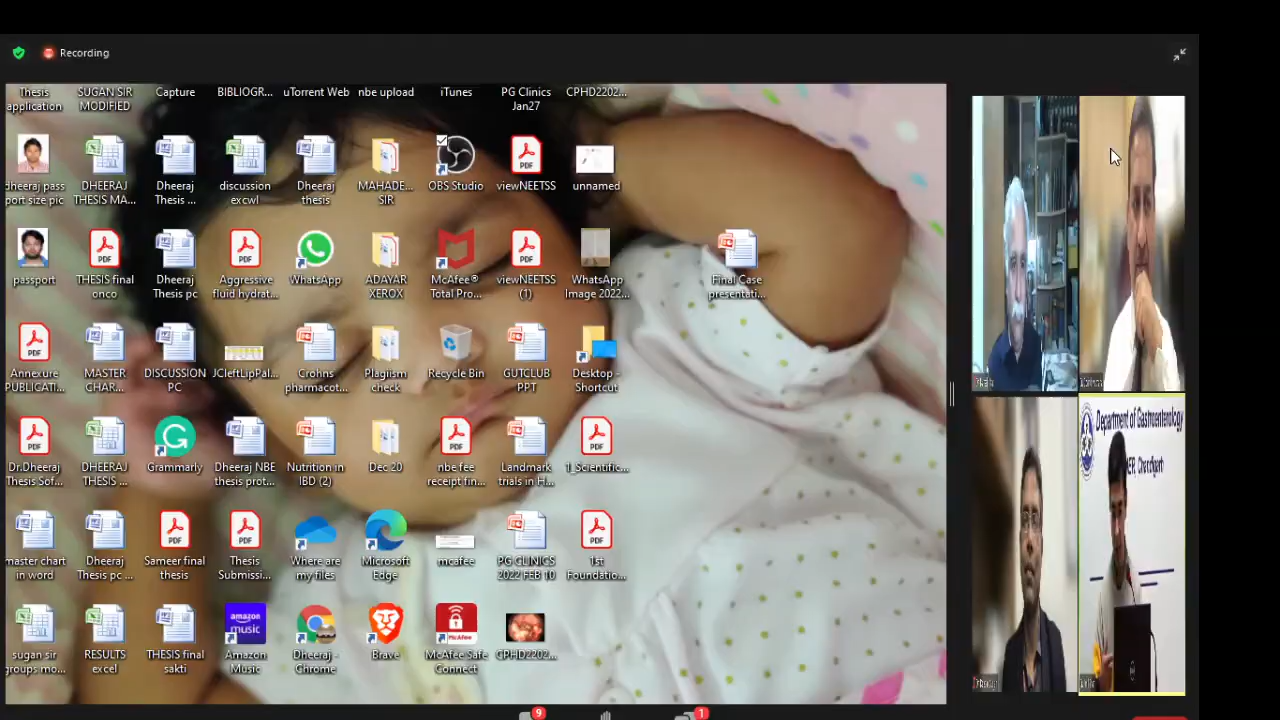 Recording
Thesis application
SUGAN SIR MODIFIED
Capture
BIBLIOGR...
uTorrent Web
nbe upload
iTunes
PG Clinics Jan27
CPHD2202...
dheeraj pass port size pic
DHEERAJ THESIS MA...
Dheeraj Thesis ...
discussion excwl
Dheeraj thesis
MAHADE... SIR
OBS Studio
viewNEETSS
unnamed
passport
THESIS final onco
Dheeraj Thesis pc
Aggressive fluid hydrat...
WhatsApp
ADAYAR XEROX
McAfee® Total Pro...
viewNEETSS (1)
WhatsApp Image 2022...
Final Case presentati...
Annexure PUBLICATI...
MASTER CHAR...
DISCUSSION PC
JCleftLipPal...
Crohns pharmacot...
Plagiism check
Recycle Bin
GUTCLUB PPT
Desktop - Shortcut
Dr.Dheeraj Thesis Sof...
DHEERAJ THESIS ...
Grammarly
Dheeraj NBE thesis prot...
Nutrition in IBD (2)
Dec 20
nbe fee receipt fin...
Landmark trials in H...
1_Scientific...
master chart in word
Dheeraj Thesis pc ...
Sameer final thesis
Thesis Submissi...
Where are my files
Microsoft Edge
mcafee
PG CLINICS 2022 FEB 10
1st Foundatio...
sugan sir groups mo...
RESULTS excel
THESIS final sakti
Amazon Music
Dheeraj - Chrome
Brave
McAfee Safe Connect
CPHD2202...
Department of Gastroenterology
Chandigarh
9
1